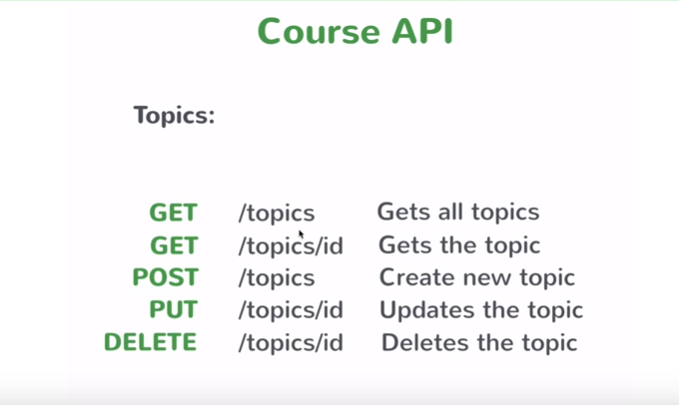 Course API
Topics:
GET /topics Gets all topics
GET /topics/id Gets the topic
POST /topics Create new topic
PUT /topics/id Updates the topic
DELETE /topics/id Deletes the topic